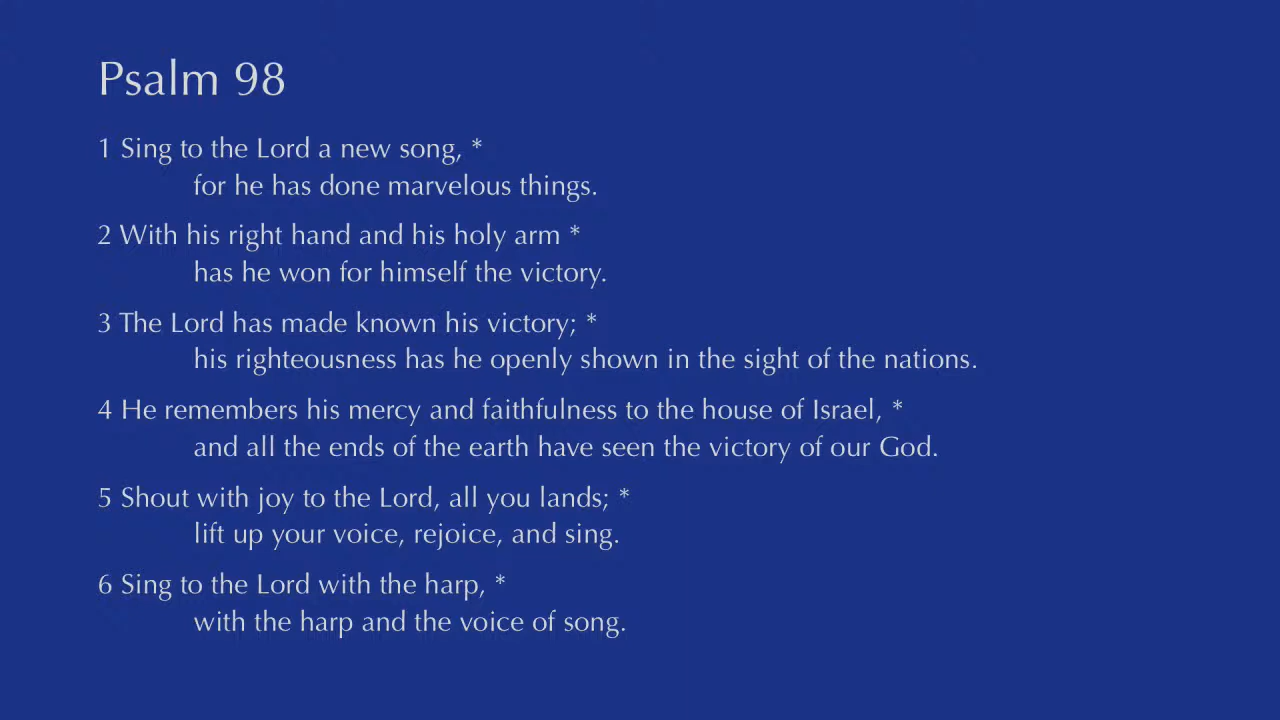 Psalm 98
1 Sing to the Lord a new song, *
for he has done marvelous things.
2 With his right hand and his holy arm *
has he won for himself the victory.
3 The Lord has made known his victory; *
his righteousness has he openly shown in the sight of the nations.
4 He remembers his mercy and faithfulness to the house of Israel, *
and all the ends of the earth have seen the victory of our God.
5 Shout with joy to the Lord, all you lands; *
lift up your voice, rejoice, and sing.
6 Sing to the Lord with the harp, *
with the harp and the voice of song.